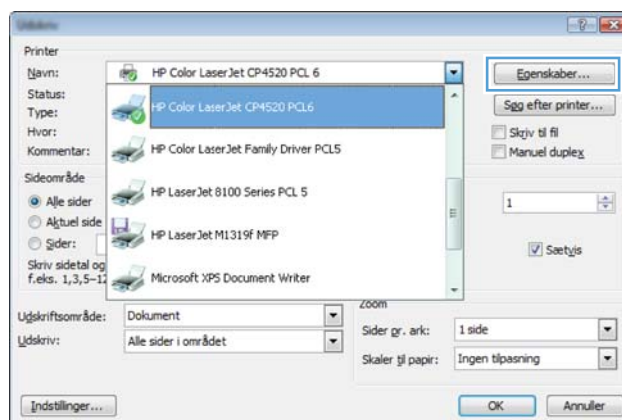 Udskriv
Printer
Navn: HP Color LaserJet CP4520 PCL 6 Egenskaber...
Status: HP Color LaserJet CP4520 PCL6 Søg efter printer...
Type:
Hvor: Skriv til fil
Kommentar: HP Color LaserJet Family Driver PCL5 Manuel duplex
Sideområde HP LaserJet 8100 Series PCL 5
Alle sider 1
Aktuel side HP LaserJet M1319f MFP
Sider: Sætvis
Skriv sidetal og
f.eks. 1,3,5–12 Microsoft XPS Document Writer
Zoom
Udskriftsområde: Dokument Sider pr. ark: 1 side
Udskriv: Alle sider i området Skaler til papir: Ingen tilpasning
Indstillinger... OK Annuller